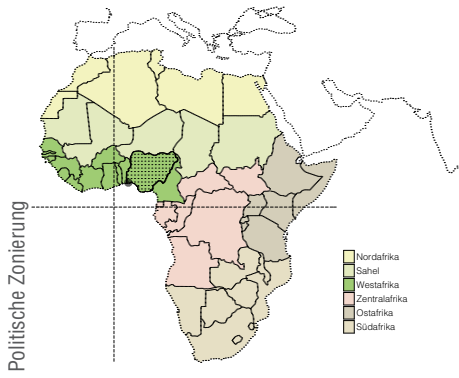 Politische Zonierung
Nordafrika
Sahel
Westafrika
Zentralafrika
Ostafrika
Südafrika